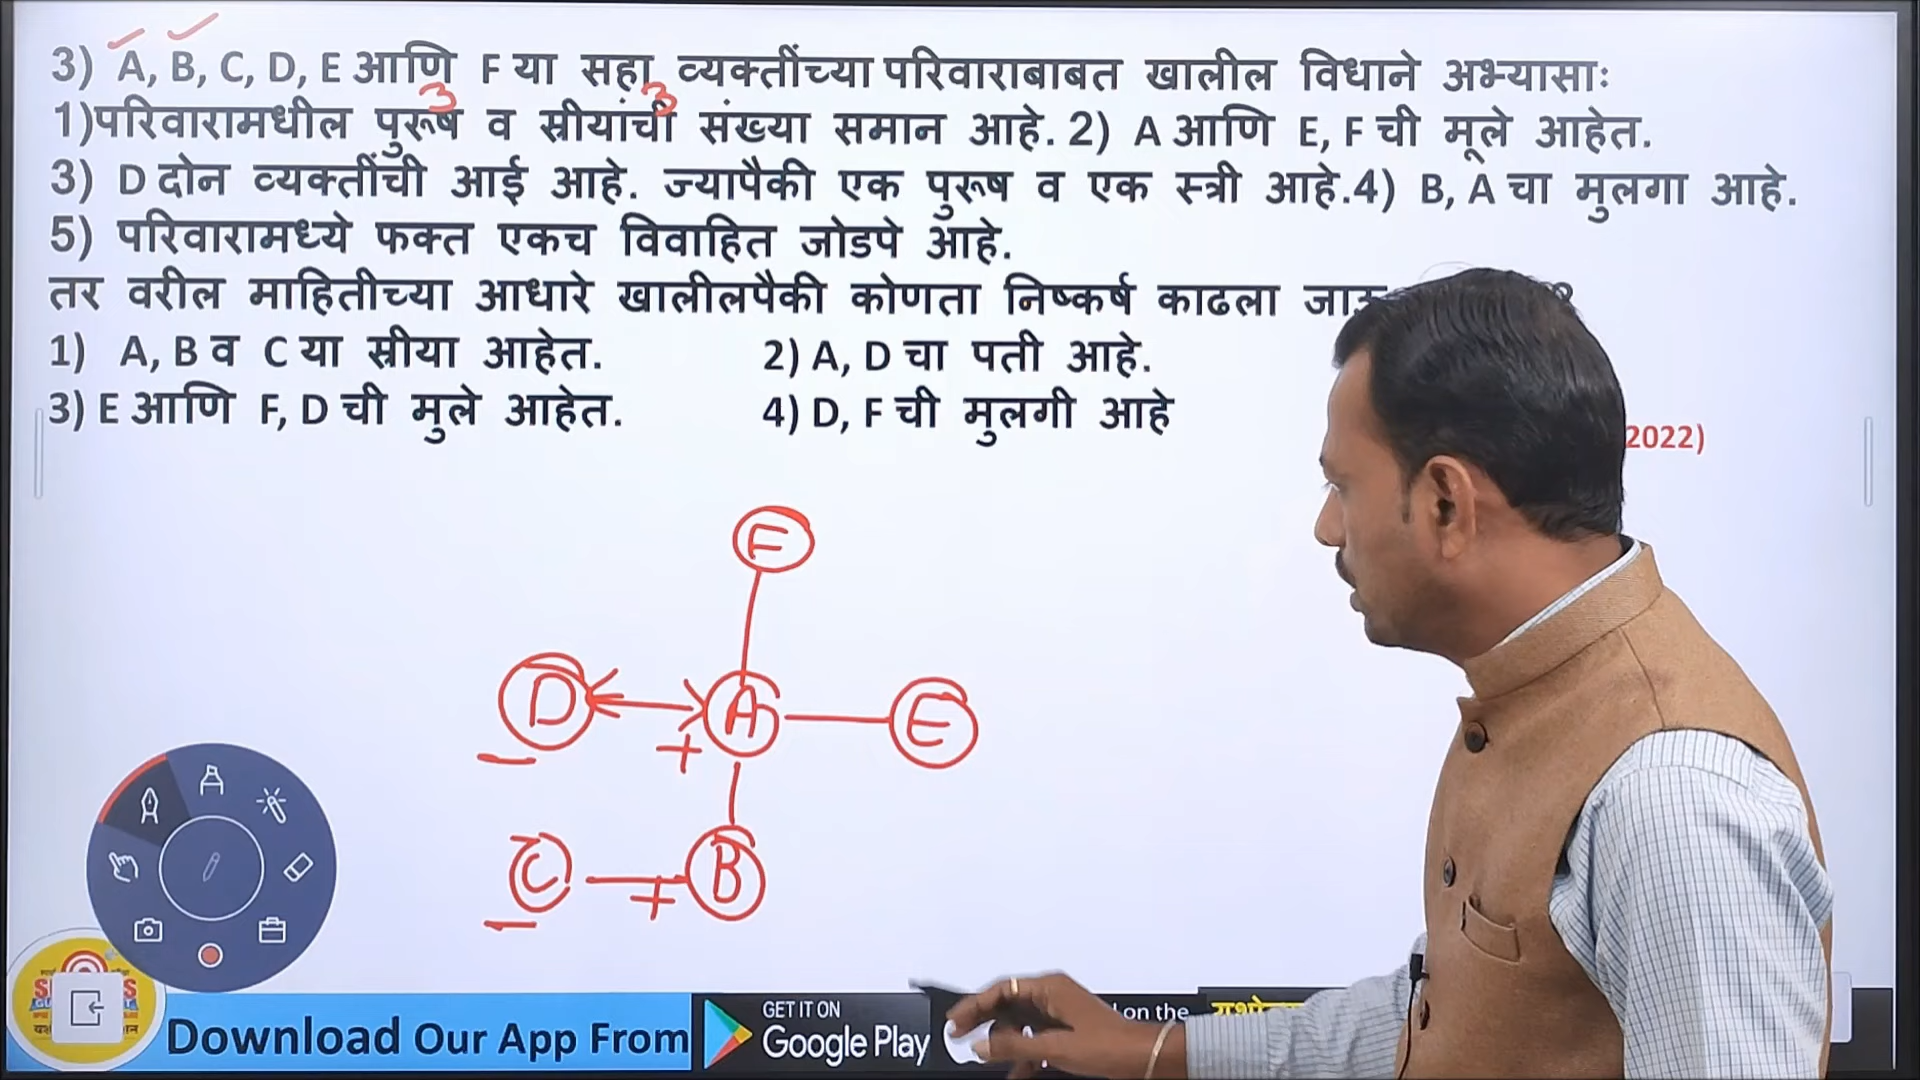 3) A, B, C, D, E आणि F या सहा व्यक्तींच्या परिवाराबाबत खालील विधाने अभ्यासाः
3 3
1)परिवारामधील पुरूष व स्रीयांची संख्या समान आहे. 2) A आणि E, F ची मूले आहेत.
3) D दोन व्यक्तींची आई आहे. ज्यापैकी एक पुरूष व एक स्त्री आहे.4) B, A चा मुलगा आहे.
5) परिवारामध्ये फक्त एकच विवाहित जोडपे आहे.
तर वरील माहितीच्या आधारे खालीलपैकी कोणता निष्कर्ष काढला
1) A, B व C या स्रीया आहेत. 2) A, D चा पती आहे.
3) E आणि F, D ची मुले आहेत. 4) D, F ची मुलगी आहे
2022)
F
D A E
− +
C B
− +
Download Our App From GET IT ON
Google Play
on the